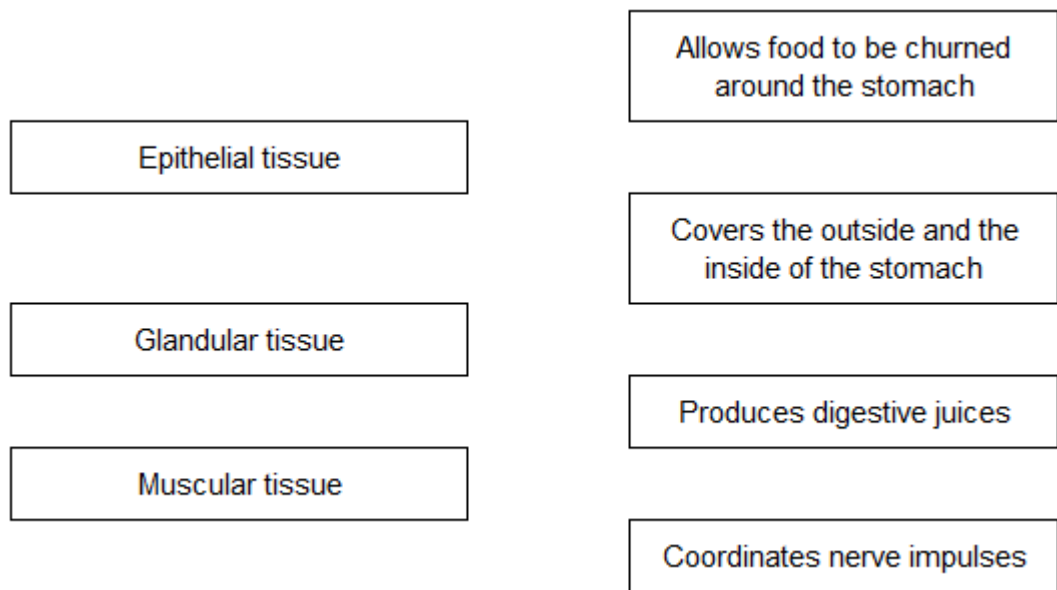 Epithelial tissue
Glandular tissue
Muscular tissue
Allows food to be churned
around the stomach
Covers the outside and the
inside of the stomach
Produces digestive juices
Coordinates nerve impulses